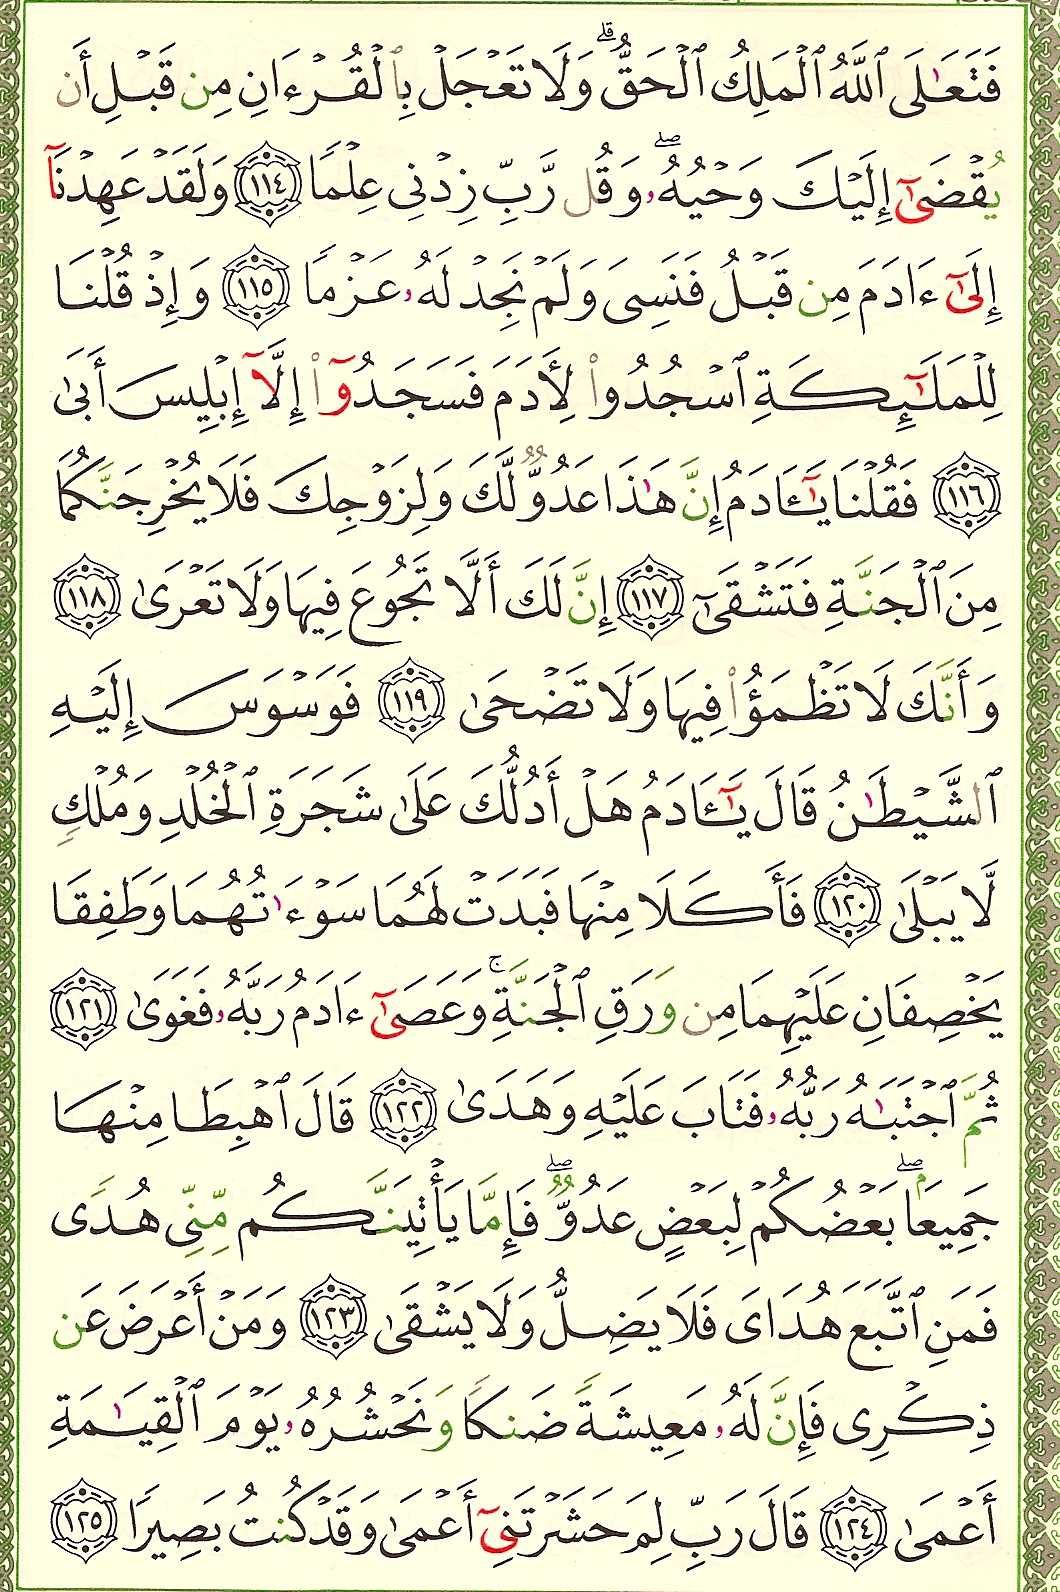 فَتَعَٰلَى ٱللَّهُ ٱلْمَلِكُ ٱلْحَقُّ ۗ وَلَا تَعْجَلْ بِٱلْقُرْءَانِ مِن قَبْلِ أَن
يُقْضَىٰٓ إِلَيْكَ وَحْيُهُۥ ۖ وَقُل رَّبِّ زِدْنِى عِلْمًا ١١٤ وَلَقَدْ عَهِدْنَآ
إِلَىٰٓ ءَادَمَ مِن قَبْلُ فَنَسِىَ وَلَمْ نَجِدْ لَهُۥ عَزْمًا ١١٥ وَإِذْ قُلْنَا
لِلْمَلَٰٓئِكَةِ ٱسْجُدُوا۟ لِأَدَمَ فَسَجَدُوٓا۟ إِلَّآ إِبْلِيسَ أَبَىٰ
١١٦ فَقُلْنَا يَٰٓـَٔادَمُ إِنَّ هَٰذَا عَدُوٌّ لَّكَ وَلِزَوْجِكَ فَلَا يُخْرِجَنَّكُمَا
مِنَ ٱلْجَنَّةِ فَتَشْقَىٰٓ ١١٧ إِنَّ لَكَ أَلَّا تَجُوعَ فِيهَا وَلَا تَعْرَىٰ ١١٨
وَأَنَّكَ لَا تَظْمَؤُا۟ فِيهَا وَلَا تَضْحَىٰ ١١٩ فَوَسْوَسَ إِلَيْهِ
ٱلشَّيْطَٰنُ قَالَ يَٰٓـَٔادَمُ هَلْ أَدُلُّكَ عَلَىٰ شَجَرَةِ ٱلْخُلْدِ وَمُلْكٍ
لَّا يَبْلَىٰ ١٢٠ فَأَكَلَا مِنْهَا فَبَدَتْ لَهُمَا سَوْءَٰتُهُمَا وَطَفِقَا
يَخْصِفَانِ عَلَيْهِمَا مِن وَرَقِ ٱلْجَنَّةِ ۚ وَعَصَىٰٓ ءَادَمُ رَبَّهُۥ فَغَوَىٰ ١٢١
ثُمَّ ٱجْتَبَٰهُ رَبُّهُۥ فَتَابَ عَلَيْهِ وَهَدَىٰ ١٢٢ قَالَ ٱهْبِطَا مِنْهَا
جَمِيعًۢا ۖ بَعْضُكُمْ لِبَعْضٍ عَدُوٌّ ۖ فَإِمَّا يَأْتِيَنَّكُم مِّنِّى هُدًى
فَمَنِ ٱتَّبَعَ هُدَاىَ فَلَا يَضِلُّ وَلَا يَشْقَىٰ ١٢٣ وَمَنْ أَعْرَضَ عَن
ذِكْرِى فَإِنَّ لَهُۥ مَعِيشَةً ضَنكًا وَنَحْشُرُهُۥ يَوْمَ ٱلْقِيَٰمَةِ
أَعْمَىٰ ١٢٤ قَالَ رَبِّ لِمَ حَشَرْتَنِىٓ أَعْمَىٰ وَقَدْ كُنتُ بَصِيرًا ١٢٥